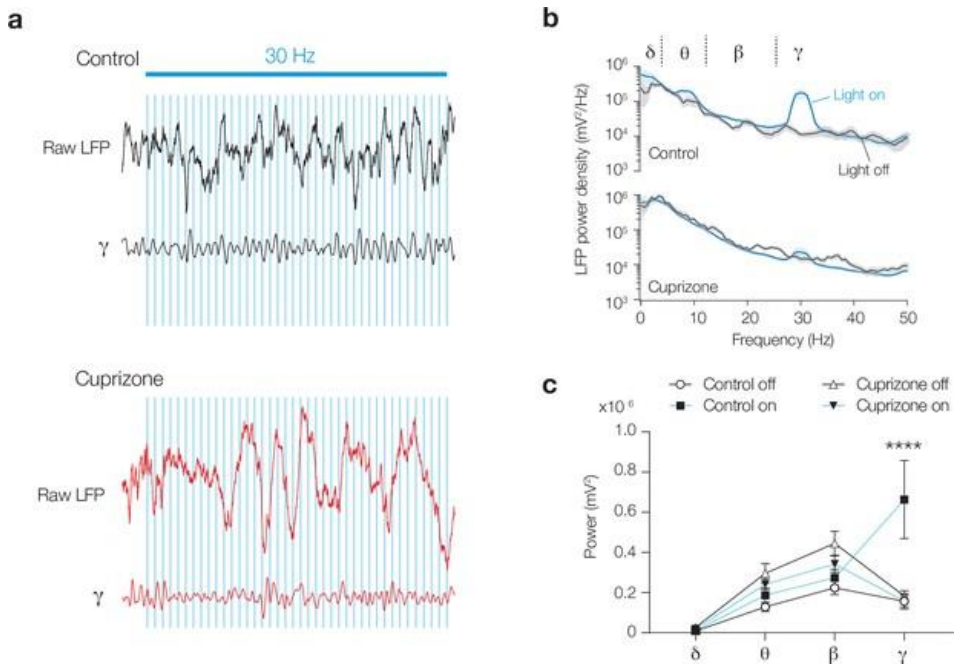 a
Control
30 Hz
Raw LFP
γ
Cuprizone
Raw LFP
γ
b
δ θ β γ
10⁶
10⁵
10⁴
10³
Light on
Control
Light off
10⁶
10⁵
10⁴
10³
Cuprizone
LFP power density (mV²/Hz)
0 10 20 30 40 50
Frequency (Hz)
c
Control off Cuprizone off
Control on Cuprizone on
x10⁻⁶
1.0
0.8
0.6
0.4
0.2
0
Power (mV²)
****
δ θ β γ